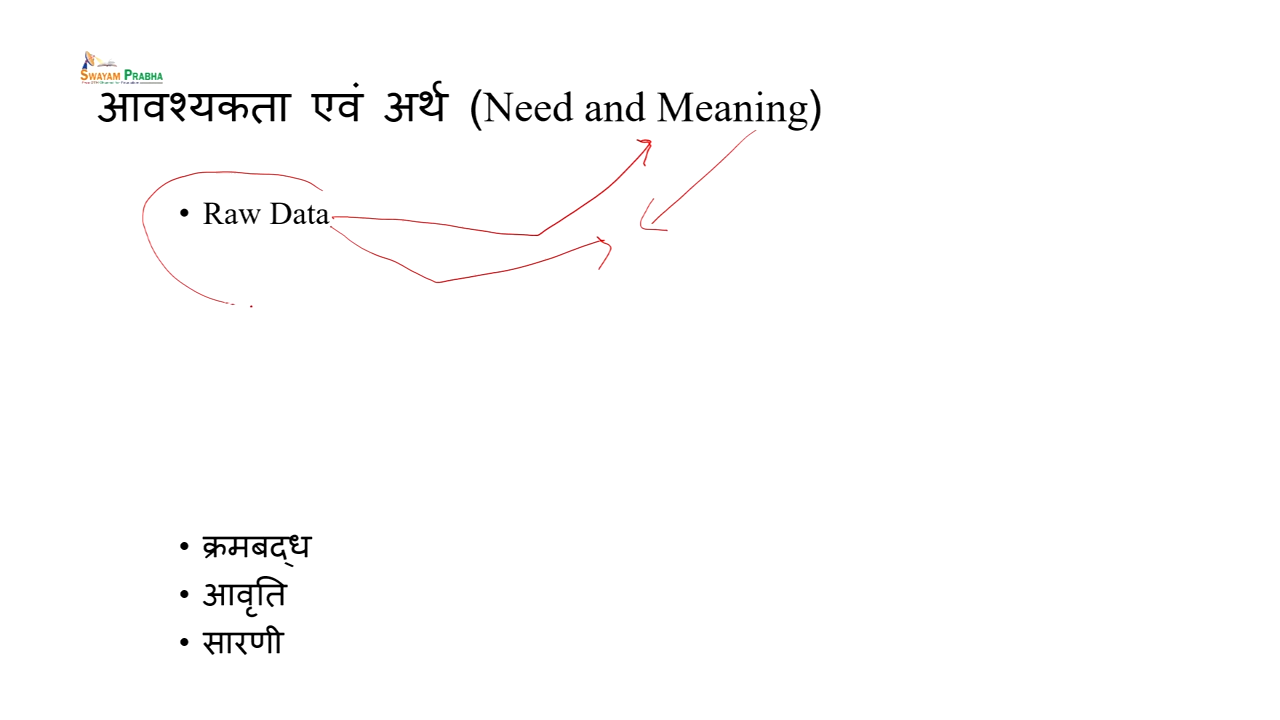 SWAYAM PRABHA
आवश्यकता एवं अर्थ (Need and Meaning)
• Raw Data
• क्रमबद्ध
• आवृति
• सारणी